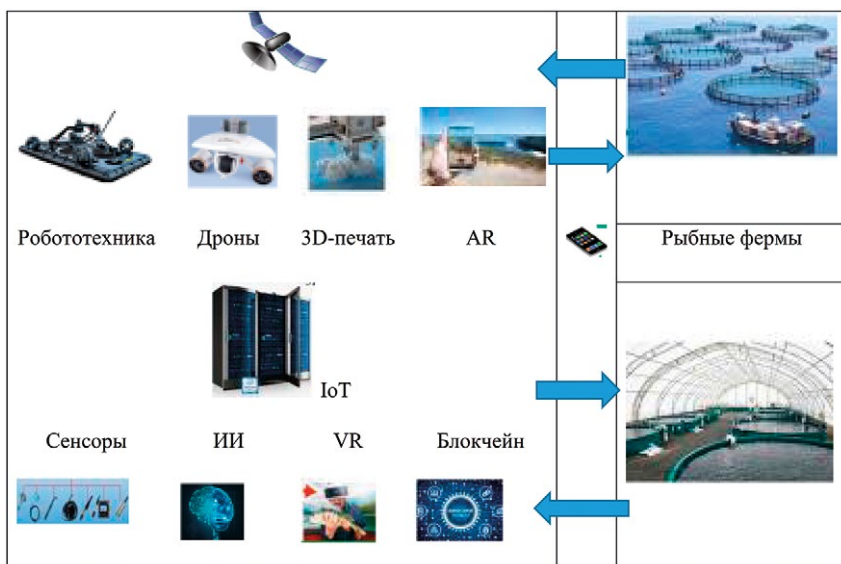 Робототехника Дроны 3D-печать AR Рыбные фермы
IoT
Сенсоры ИИ VR Блокчейн